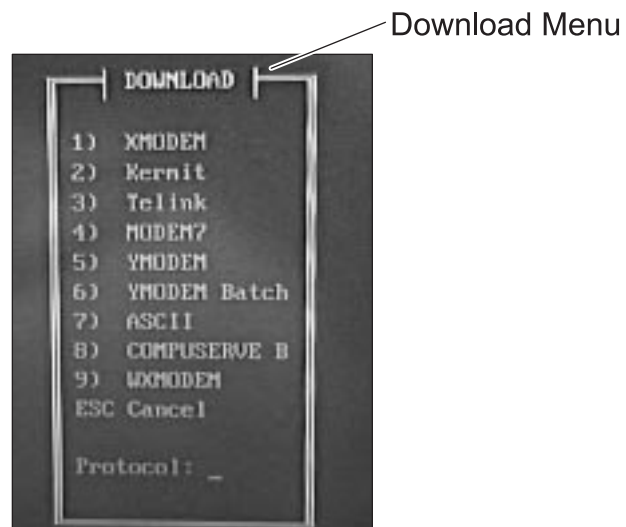 Download Menu
DOWNLOAD
1) XMODEM
2) Kermit
3) Telink
4) MODEM7
5) YMODEM
6) YMODEM Batch
7) ASCII
8) COMPUSERVE B
9) WXMODEM
ESC Cancel
Protocol: _